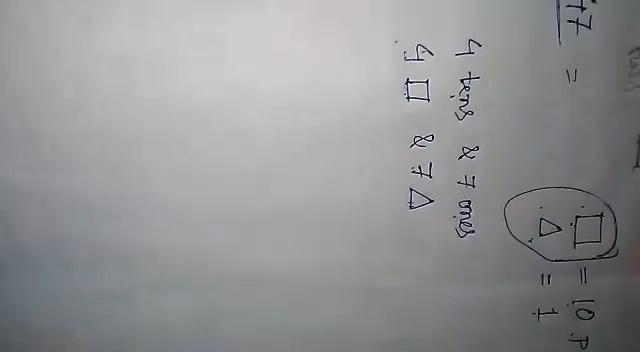 47 =
□ = 10 P
△ = 1
4 tens & 7 ones
4 □ & 7 △